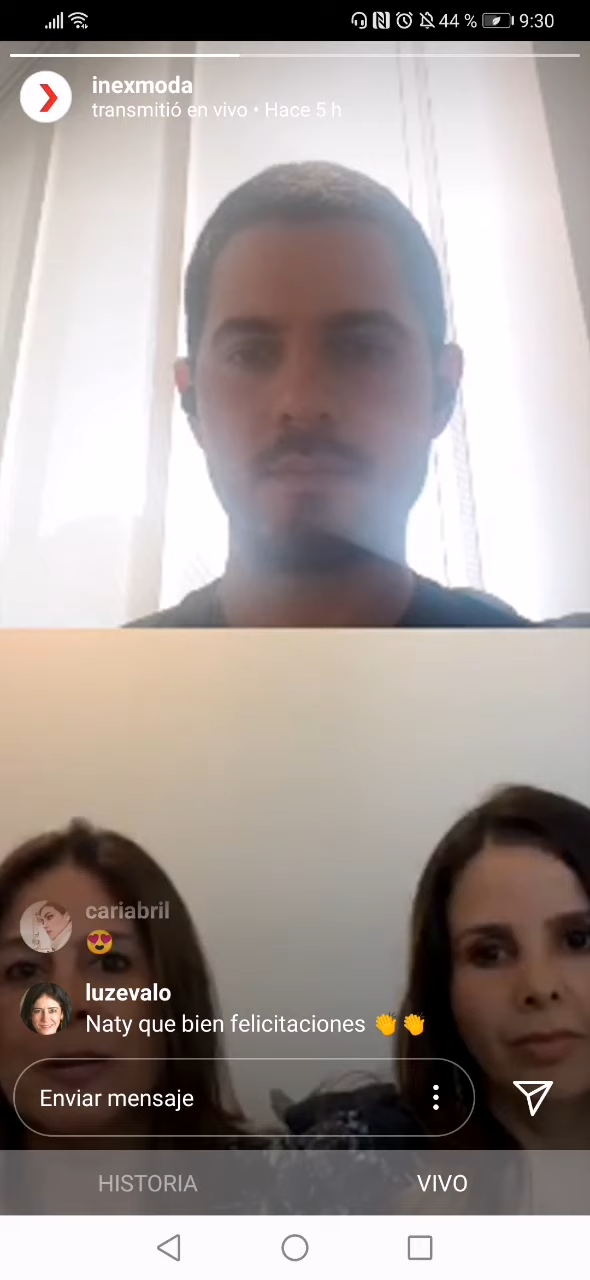 44 % 9:30
inexmoda
transmitió en vivo • Hace 5 h
cariabril
😍
luzevalo
Naty que bien felicitaciones 👏👏
Enviar mensaje
HISTORIA VIVO